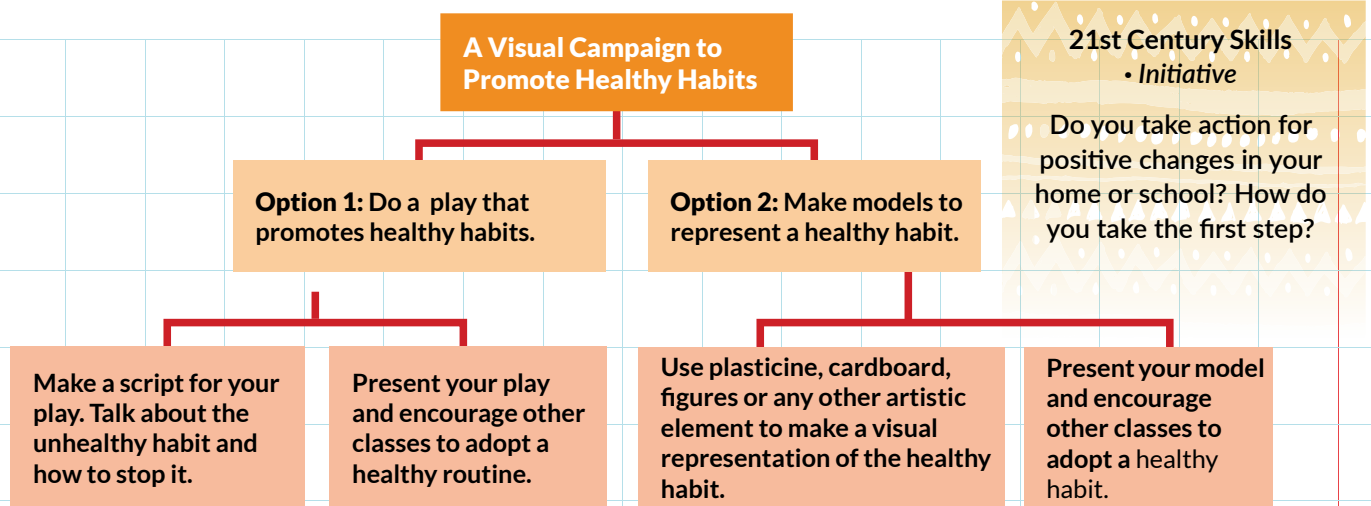 A Visual Campaign to
Promote Healthy Habits
21st Century Skills
• Initiative
Do you take action for
positive changes in your
home or school? How do
you take the first step?
Option 1: Do a play that
promotes healthy habits.
Option 2: Make models to
represent a healthy habit.
Make a script for your
play. Talk about the
unhealthy habit and
how to stop it.
Present your play
and encourage other
classes to adopt a
healthy routine.
Use plasticine, cardboard,
figures or any other artistic
element to make a visual
representation of the healthy
habit.
Present your model
and encourage
other classes to
adopt a healthy
habit.